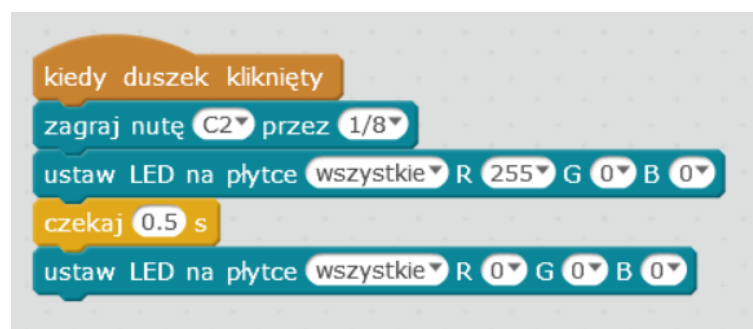 kiedy duszek kliknięty
zagraj nutę C2 przez 1/8
ustaw LED na płytce wszystkie R 255 G 0 B 0
czekaj 0.5 s
ustaw LED na płytce wszystkie R 0 G 0 B 0